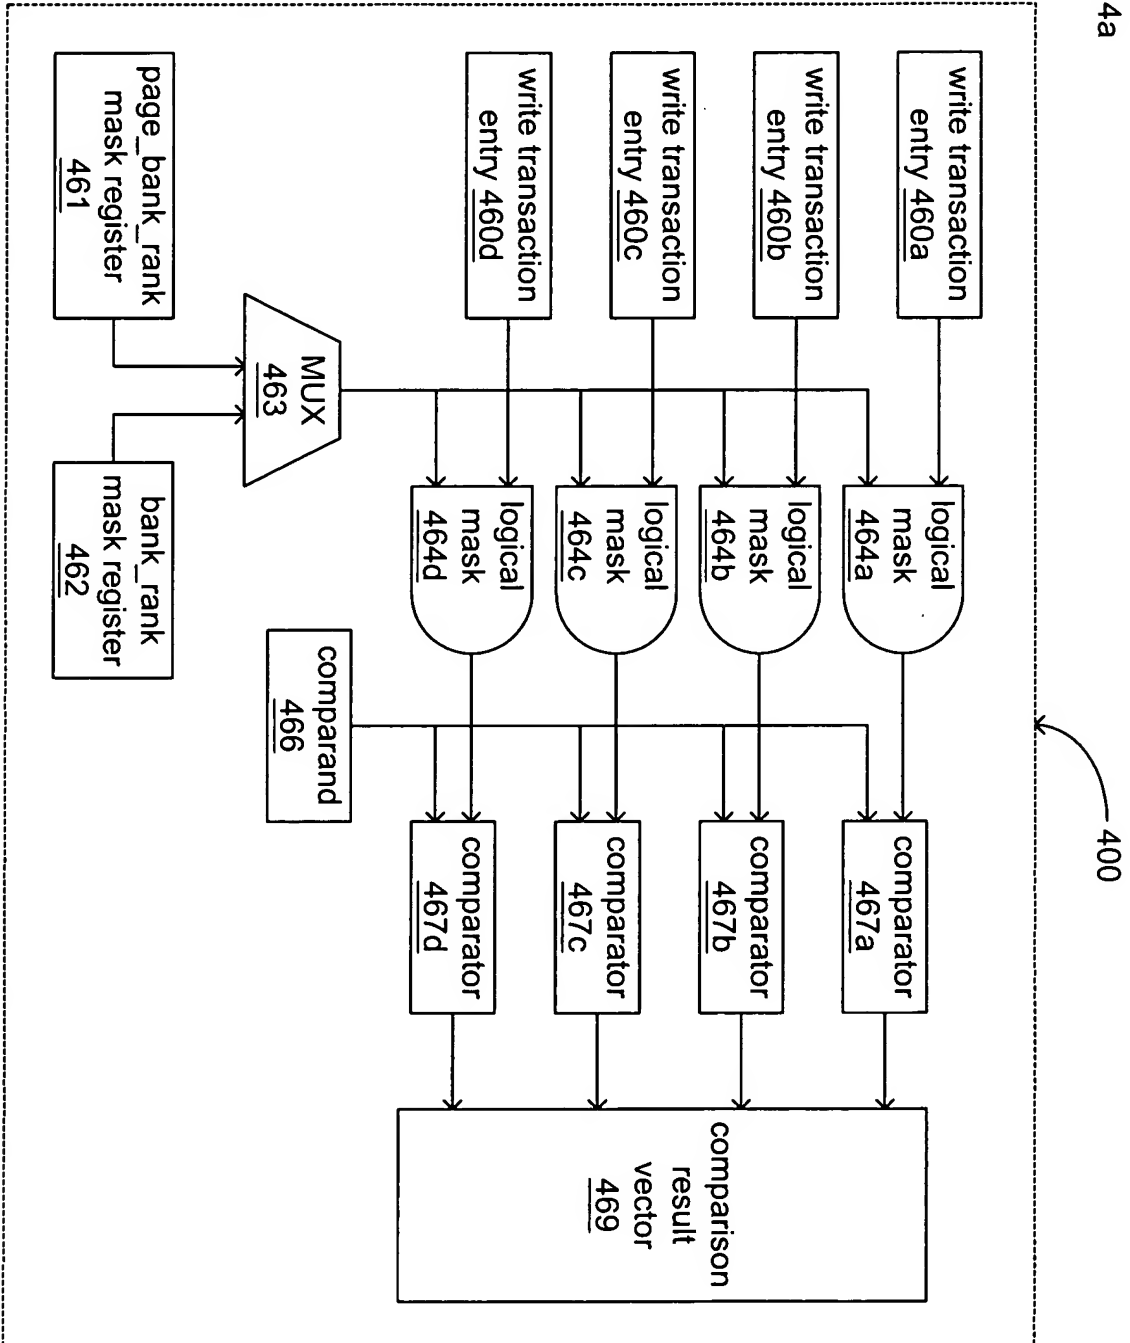 4a
400
write transaction
entry 460a
write transaction
entry 460b
write transaction
entry 460c
write transaction
entry 460d
page_bank_rank
mask register
461
bank_rank
mask register
462
MUX
463
logical
mask
464a
logical
mask
464b
logical
mask
464c
logical
mask
464d
comparand
466
comparator
467a
comparator
467b
comparator
467c
comparator
467d
comparison
result
vector
469